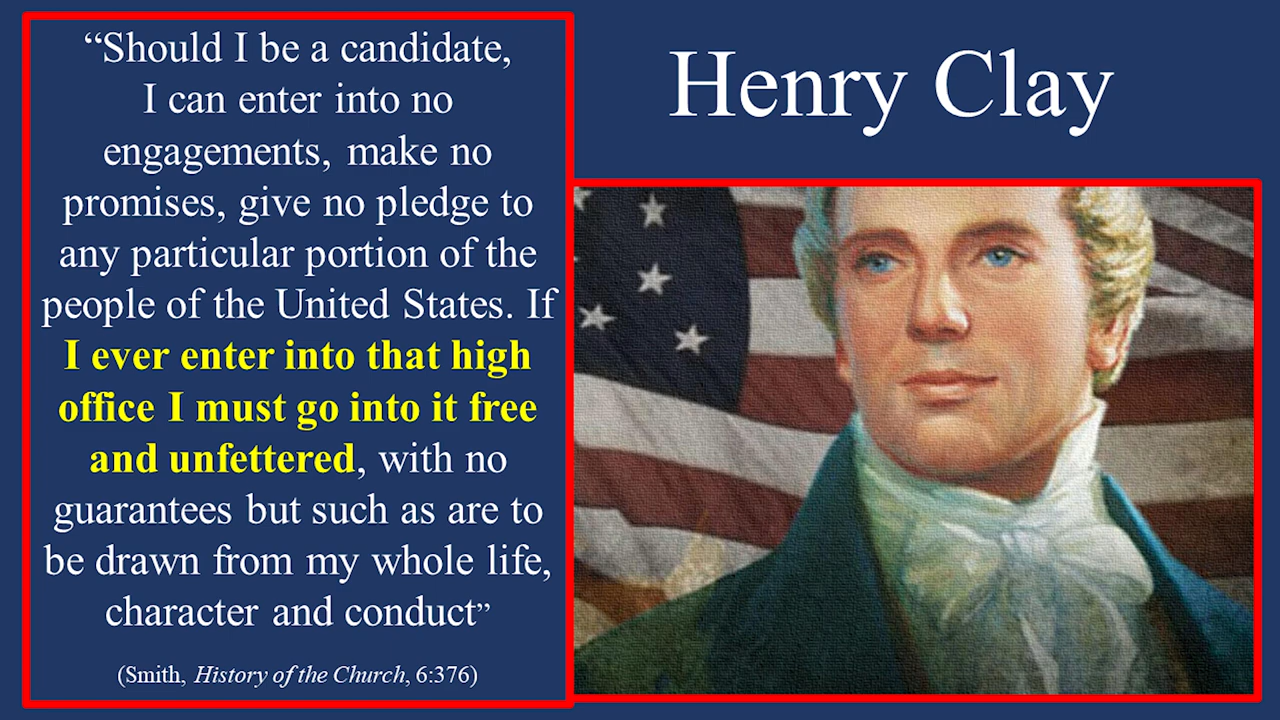 “Should I be a candidate,
I can enter into no
engagements, make no
promises, give no pledge to
any particular portion of the
people of the United States. If
I ever enter into that high
office I must go into it free
and unfettered, with no
guarantees but such as are to
be drawn from my whole life,
character and conduct”
(Smith, History of the Church, 6:376)
Henry Clay